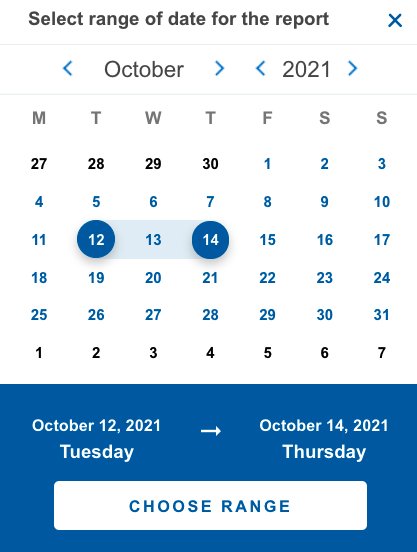 Select range of date for the report
October 2021
M T W T F S S
27 28 29 30 1 2 3
4 5 6 7 8 9 10
11 12 13 14 15 16 17
18 19 20 21 22 23 24
25 26 27 28 29 30 31
1 2 3 4 5 6 7
October 12, 2021 → October 14, 2021
Tuesday Thursday
CHOOSE RANGE